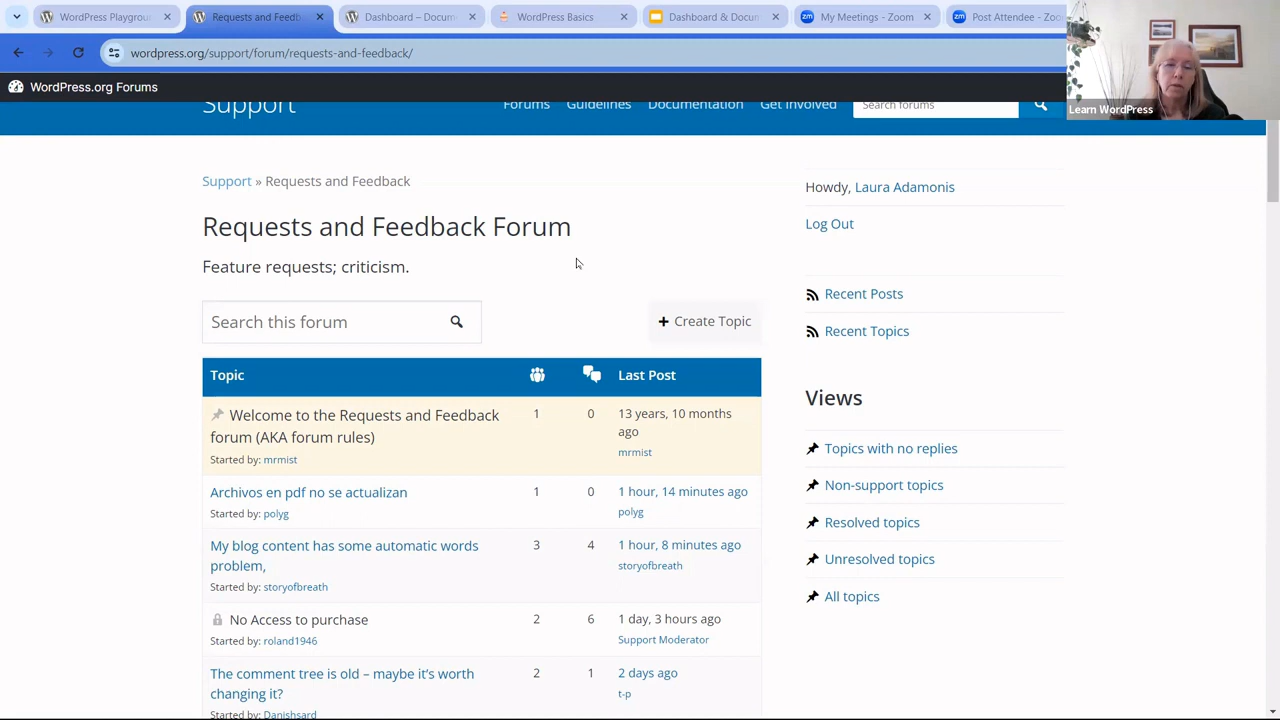 WordPress Playgrou
Requests and Feedb
Dashboard – Docum
WordPress Basics
Dashboard & Docu
My Meetings - Zoom
Post Attendee - Zoo
wordpress.org/support/forum/requests-and-feedback/
WordPress.org Forums
Learn WordPress
Support
Forums
Guidelines
Documentation
Get Involved
Search forums
Support » Requests and Feedback
Requests and Feedback Forum
Feature requests; criticism.
Search this forum
+ Create Topic
Topic
Last Post
Welcome to the Requests and Feedback
forum (AKA forum rules)
Started by: mrmist
1
0
13 years, 10 months
ago
mrmist
Archivos en pdf no se actualizan
Started by: polyg
1
0
1 hour, 14 minutes ago
polyg
My blog content has some automatic words
problem,
Started by: storyofbreath
3
4
1 hour, 8 minutes ago
storyofbreath
No Access to purchase
Started by: roland1946
2
6
1 day, 3 hours ago
Support Moderator
The comment tree is old – maybe it's worth
changing it?
Started by: Danishsard
2
1
2 days ago
t-p
Howdy, Laura Adamonis
Log Out
Recent Posts
Recent Topics
Views
Topics with no replies
Non-support topics
Resolved topics
Unresolved topics
All topics